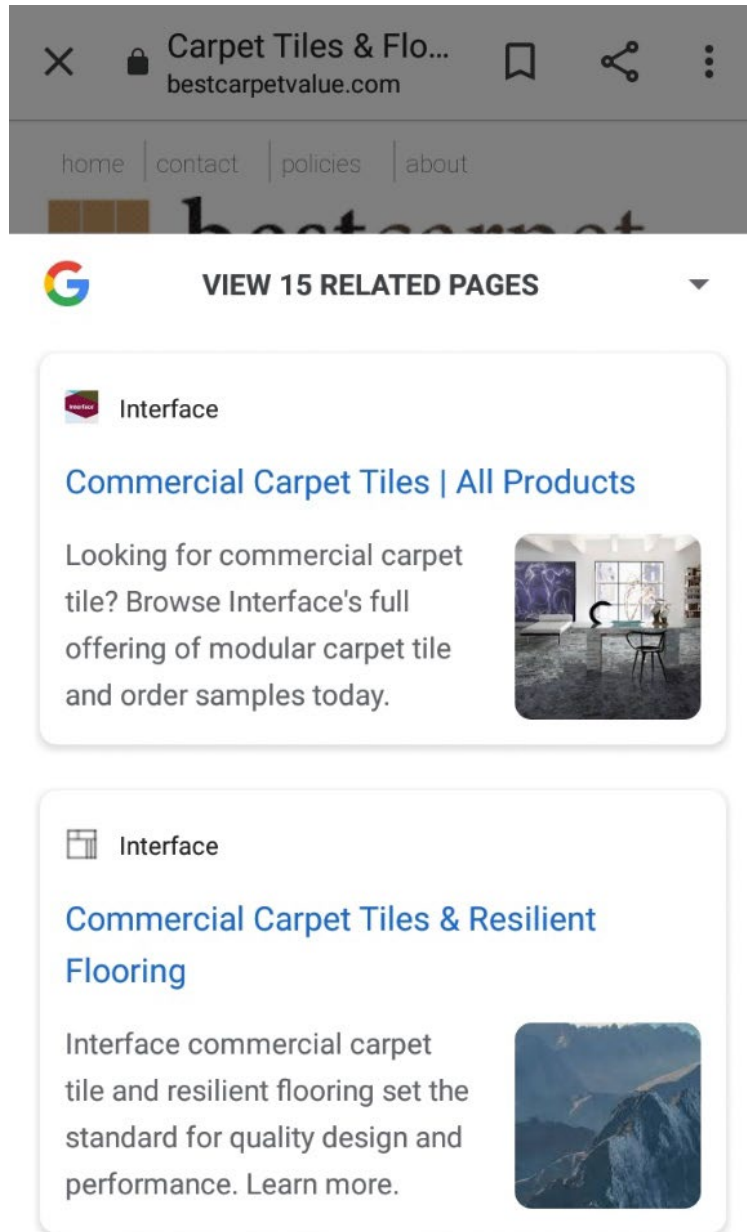 Carpet Tiles & Flo...
bestcarpetvalue.com
home contact policies about
bestcarpet
VIEW 15 RELATED PAGES
Interface
Commercial Carpet Tiles | All Products
Looking for commercial carpet
tile? Browse Interface's full
offering of modular carpet tile
and order samples today.
Interface
Commercial Carpet Tiles & Resilient
Flooring
Interface commercial carpet
tile and resilient flooring set the
standard for quality design and
performance. Learn more.